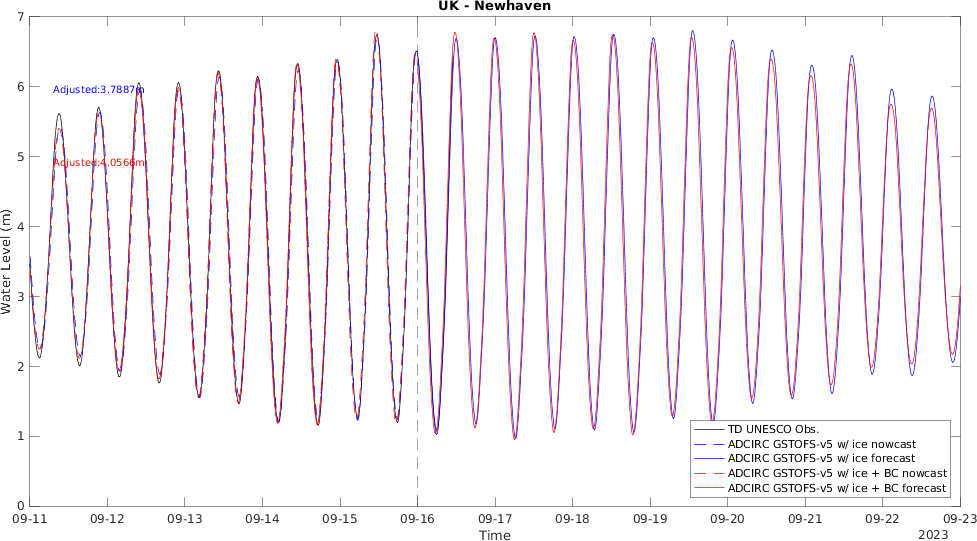 UK - Newhaven
7
6
5
4
3
2
1
0
Water Level (m)
Adjusted:3.7887m
Adjusted:4.0566m
TD UNESCO Obs.
ADCIRC GSTOFS-v5 w/ ice nowcast
ADCIRC GSTOFS-v5 w/ ice forecast
ADCIRC GSTOFS-v5 w/ ice + BC nowcast
ADCIRC GSTOFS-v5 w/ ice + BC forecast
09-11 09-12 09-13 09-14 09-15 09-16 09-17 09-18 09-19 09-20 09-21 09-22 09-23
Time
2023